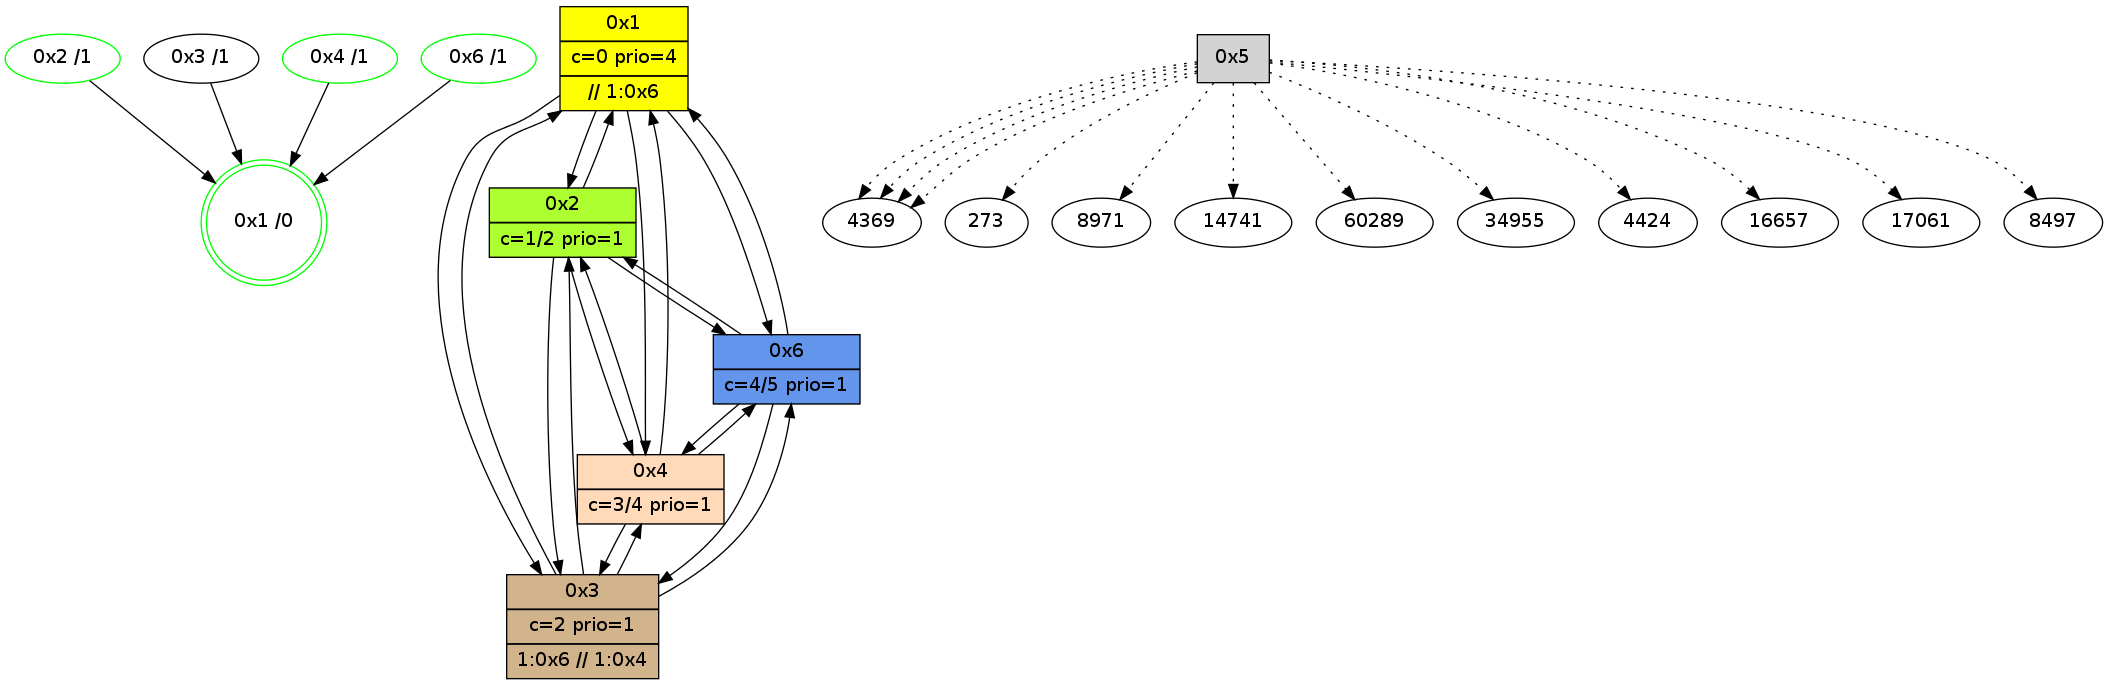 0x2 /1
0x3 /1
0x4 /1
0x6 /1
0x1 /0
0x1
c=0 prio=4
// 1:0x6
0x2
c=1/2 prio=1
0x6
c=4/5 prio=1
0x4
c=3/4 prio=1
0x3
c=2 prio=1
1:0x6 // 1:0x4
0x5
4369
273
8971
14741
60289
34955
4424
16657
17061
8497